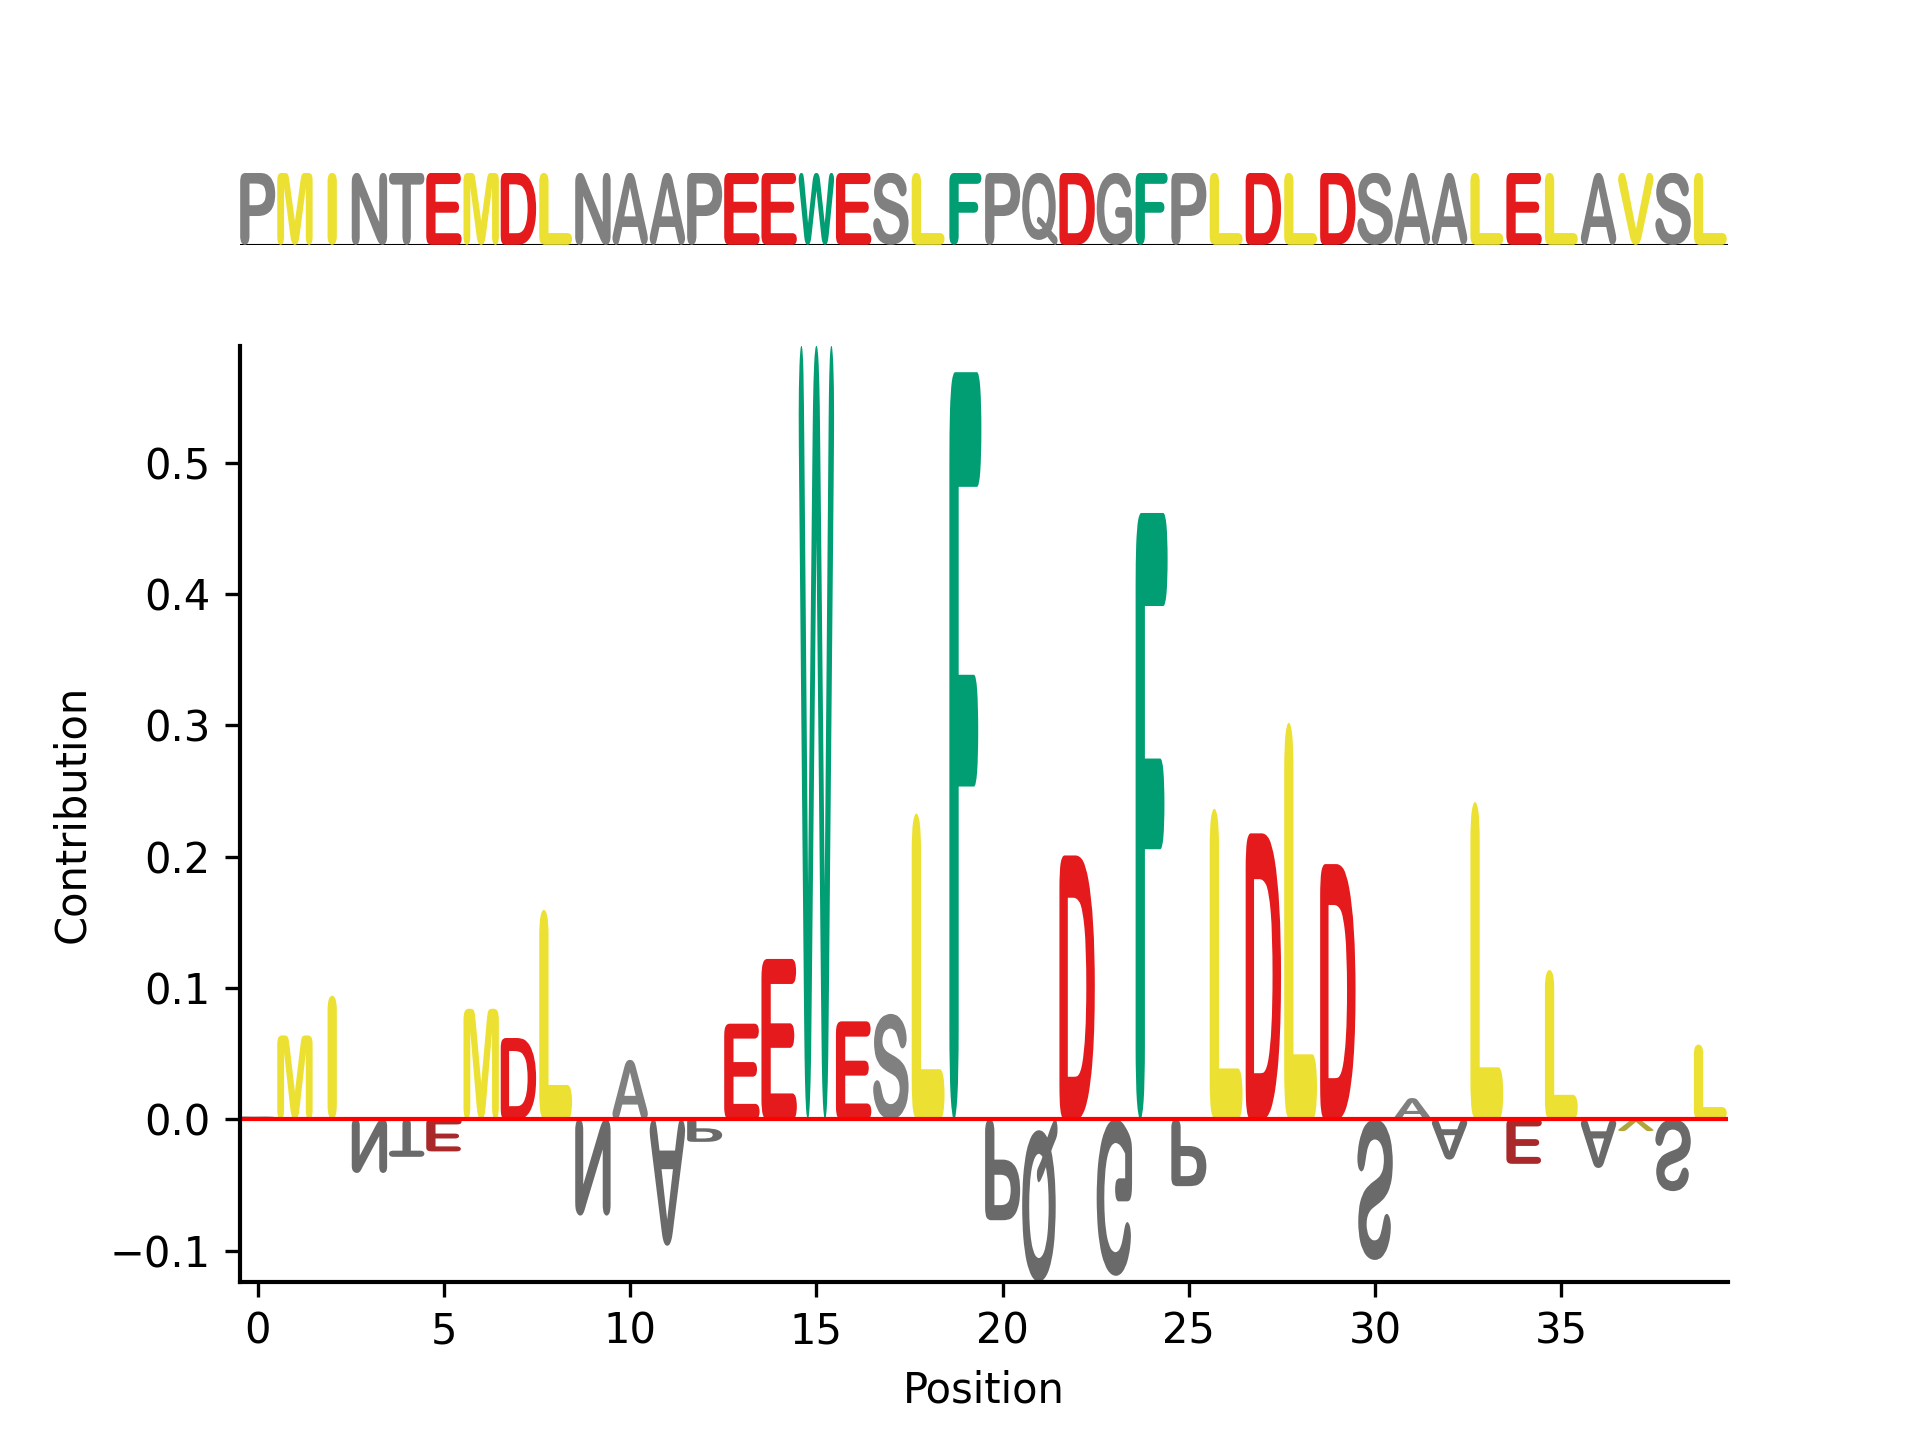 PMINTEMDLNAAPEEWESLFPQDGFPLDLDSAALELAVSL
0.5
0.4
0.3
0.2
0.1
0.0
−0.1
Contribution
MINTEMDLNAAPEEWESLFPQDGFPLDLDSAALELAVSL
0 5 10 15 20 25 30 35
Position